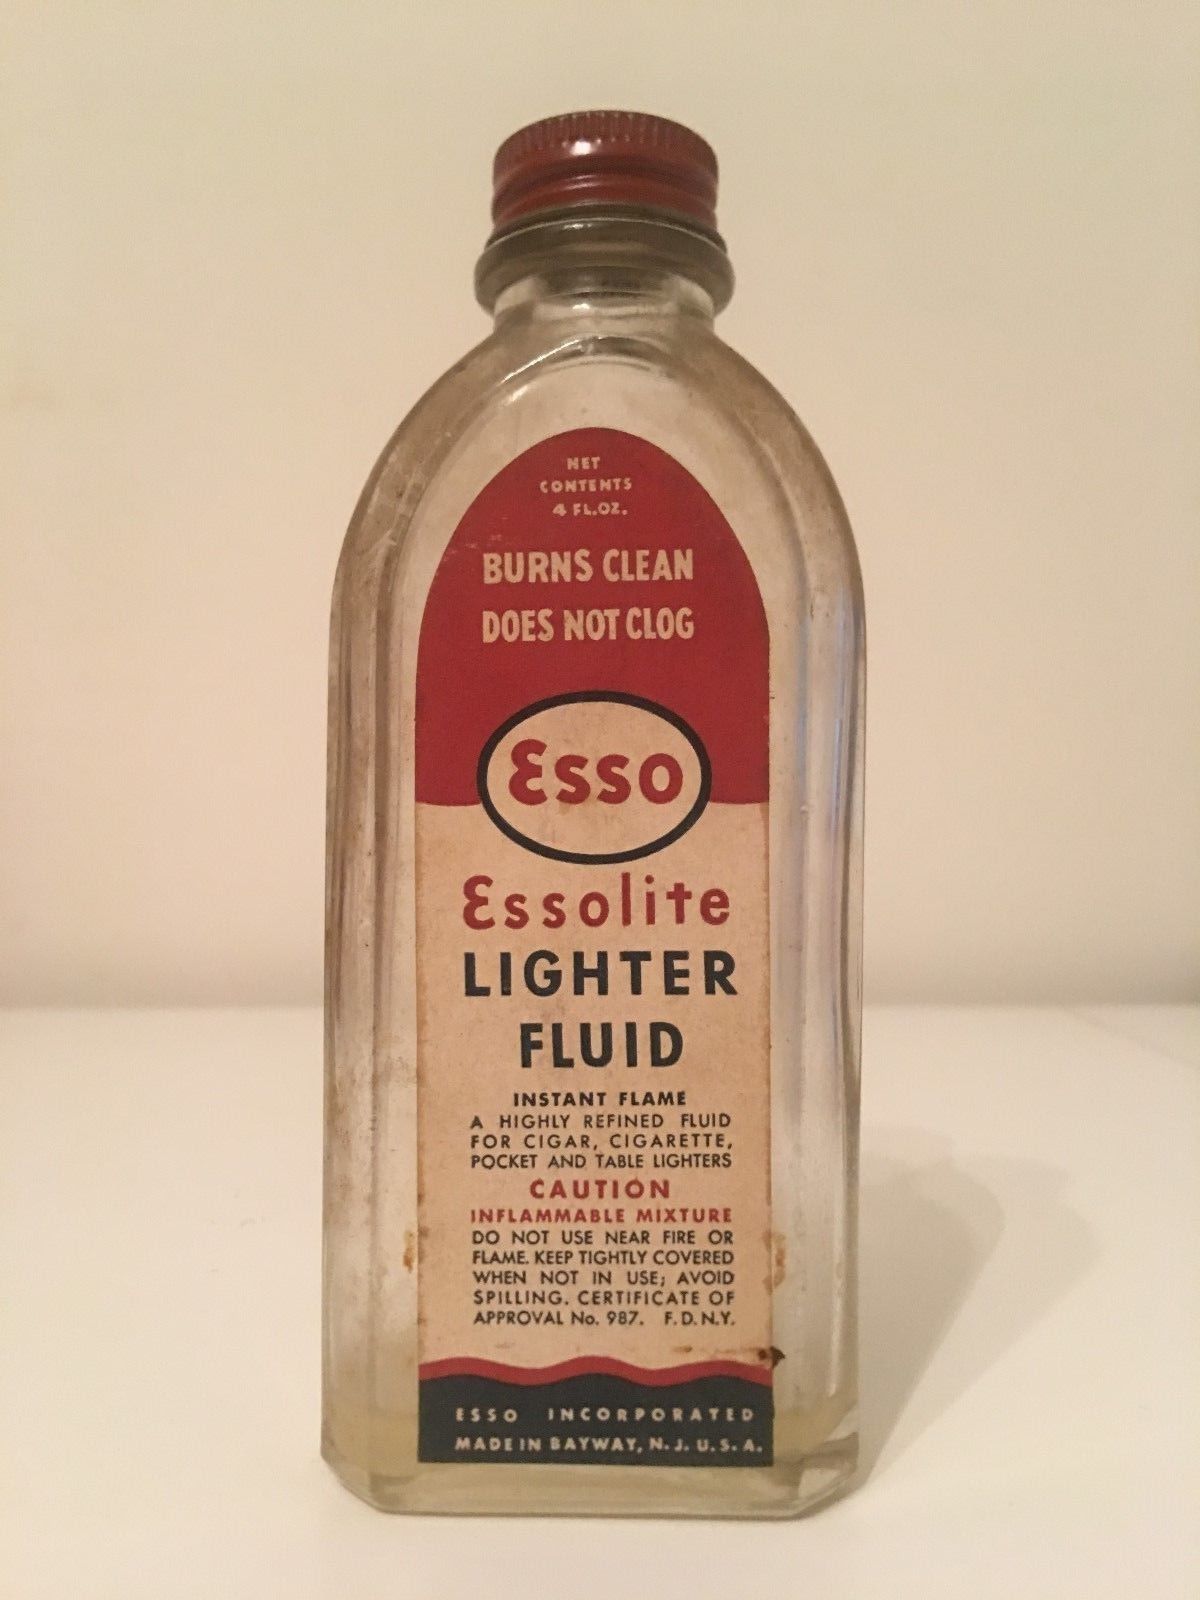 NET
CONTENTS
4 FL.OZ.
BURNS CLEAN
DOES NOT CLOG
Esso
Essolite
LIGHTER
FLUID
INSTANT FLAME
A HIGHLY REFINED FLUID
FOR CIGAR, CIGARETTE,
POCKET AND TABLE LIGHTERS
CAUTION
INFLAMMABLE MIXTURE
DO NOT USE NEAR FIRE OR
FLAME. KEEP TIGHTLY COVERED
WHEN NOT IN USE; AVOID
SPILLING. CERTIFICATE OF
APPROVAL No. 987. F.D.N.Y.
ESSO INCORPORATED
MADE IN BAYWAY, N.J. U.S.A.